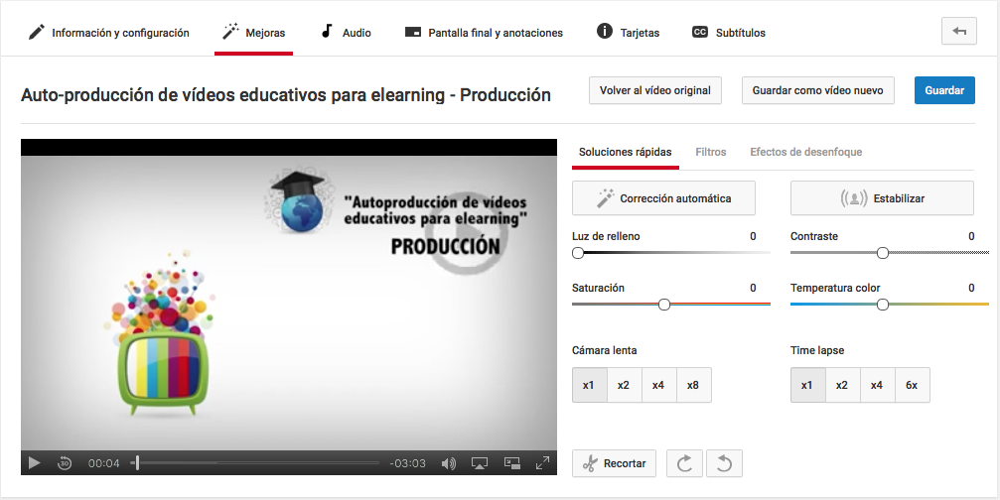 Información y configuración
Mejoras
Audio
Pantalla final y anotaciones
Tarjetas
CC Subtítulos
Auto-producción de vídeos educativos para elearning - Producción
Volver al vídeo original
Guardar como vídeo nuevo
Guardar
"Autoproducción de vídeos
educativos para elearning"
PRODUCCIÓN
30
00:04
-03:03
Soluciones rápidas
Filtros
Efectos de desenfoque
Corrección automática
Estabilizar
Luz de relleno 0
Contraste 0
Saturación 0
Temperatura color 0
Cámara lenta
x1 x2 x4 x8
Time lapse
x1 x2 x4 6x
Recortar